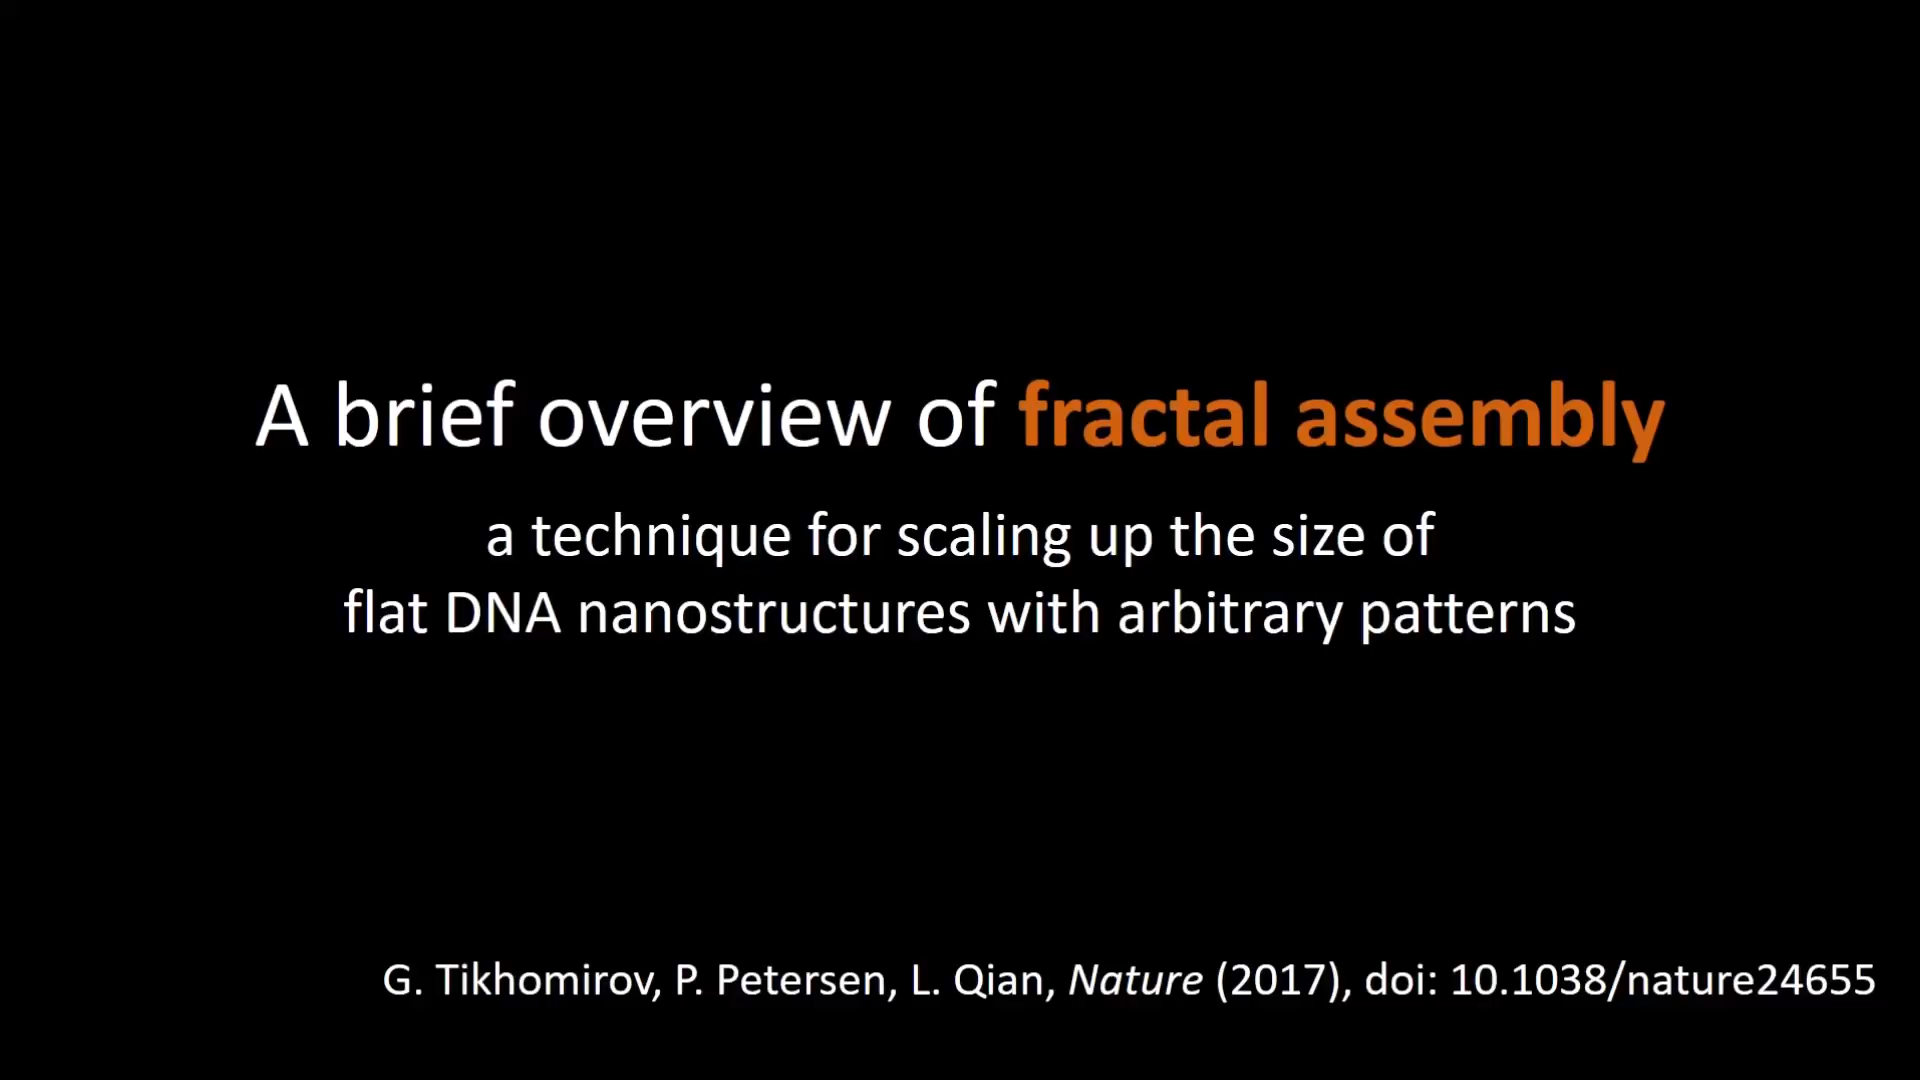 A brief overview of fractal assembly
a technique for scaling up the size of
flat DNA nanostructures with arbitrary patterns
G. Tikhomirov, P. Petersen, L. Qian, Nature (2017), doi: 10.1038/nature24655